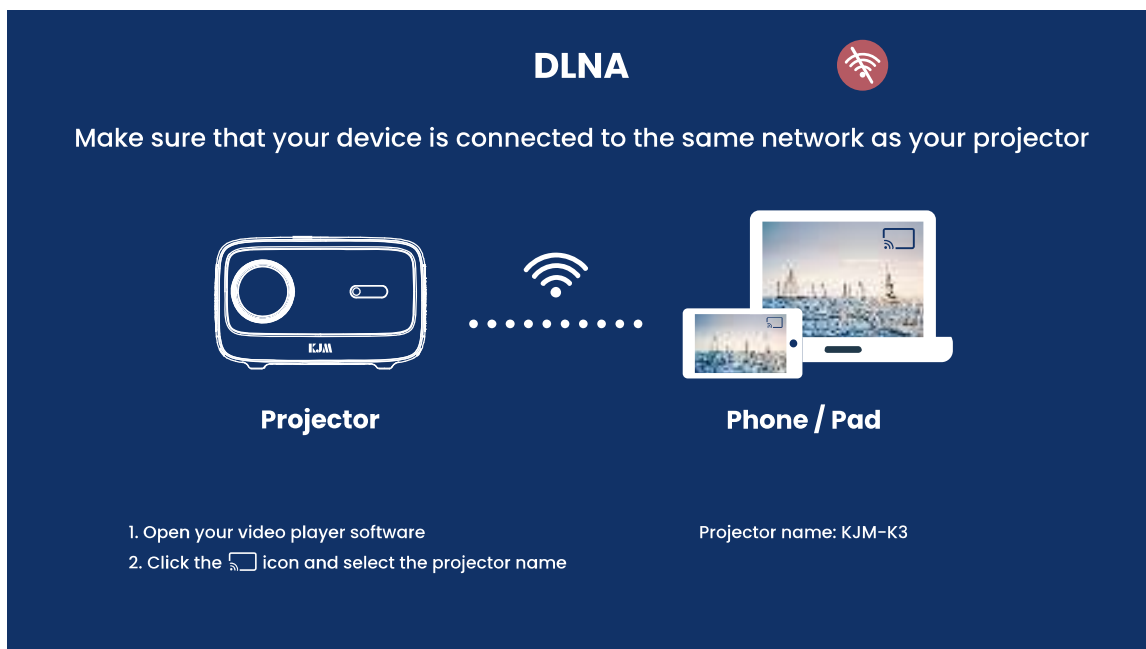 DLNA
Make sure that your device is connected to the same network as your projector
KJM
Projector
Phone / Pad
1. Open your video player software
2. Click the icon and select the projector name
Projector name: KJM-K3